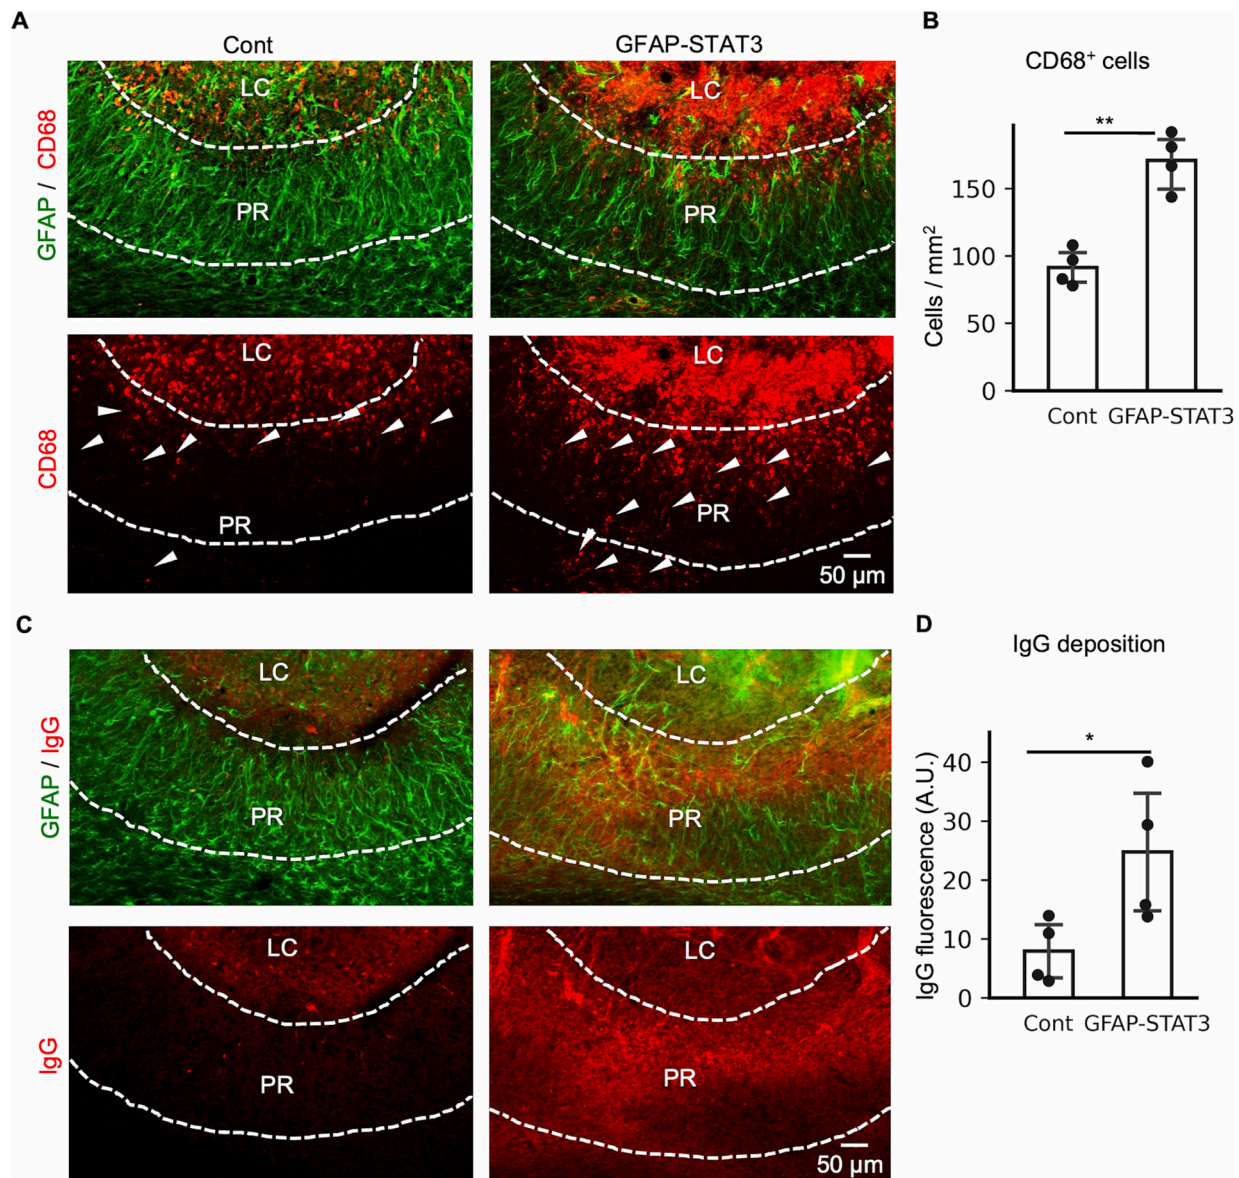 A
Cont
GFAP-STAT3
GFAP / CD68
LC
PR
LC
PR
CD68
LC
PR
LC
PR
50 µm
B
CD68⁺ cells
**
Cells / mm²
150
100
50
0
Cont
GFAP-STAT3
C
GFAP / IgG
LC
PR
LC
PR
IgG
LC
PR
LC
PR
50 µm
D
IgG deposition
*
IgG fluorescence (A.U.)
40
30
20
10
0
Cont
GFAP-STAT3